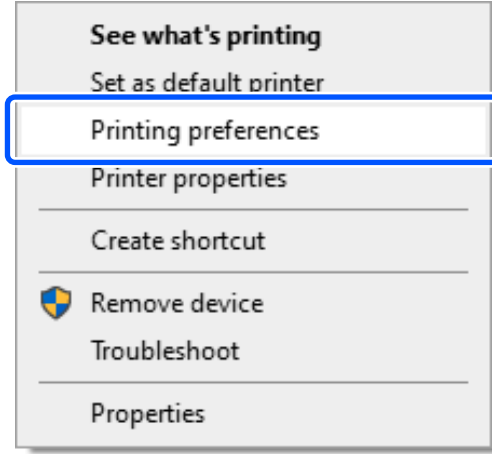 See what's printing
Set as default printer
Printing preferences
Printer properties
Create shortcut
Remove device
Troubleshoot
Properties